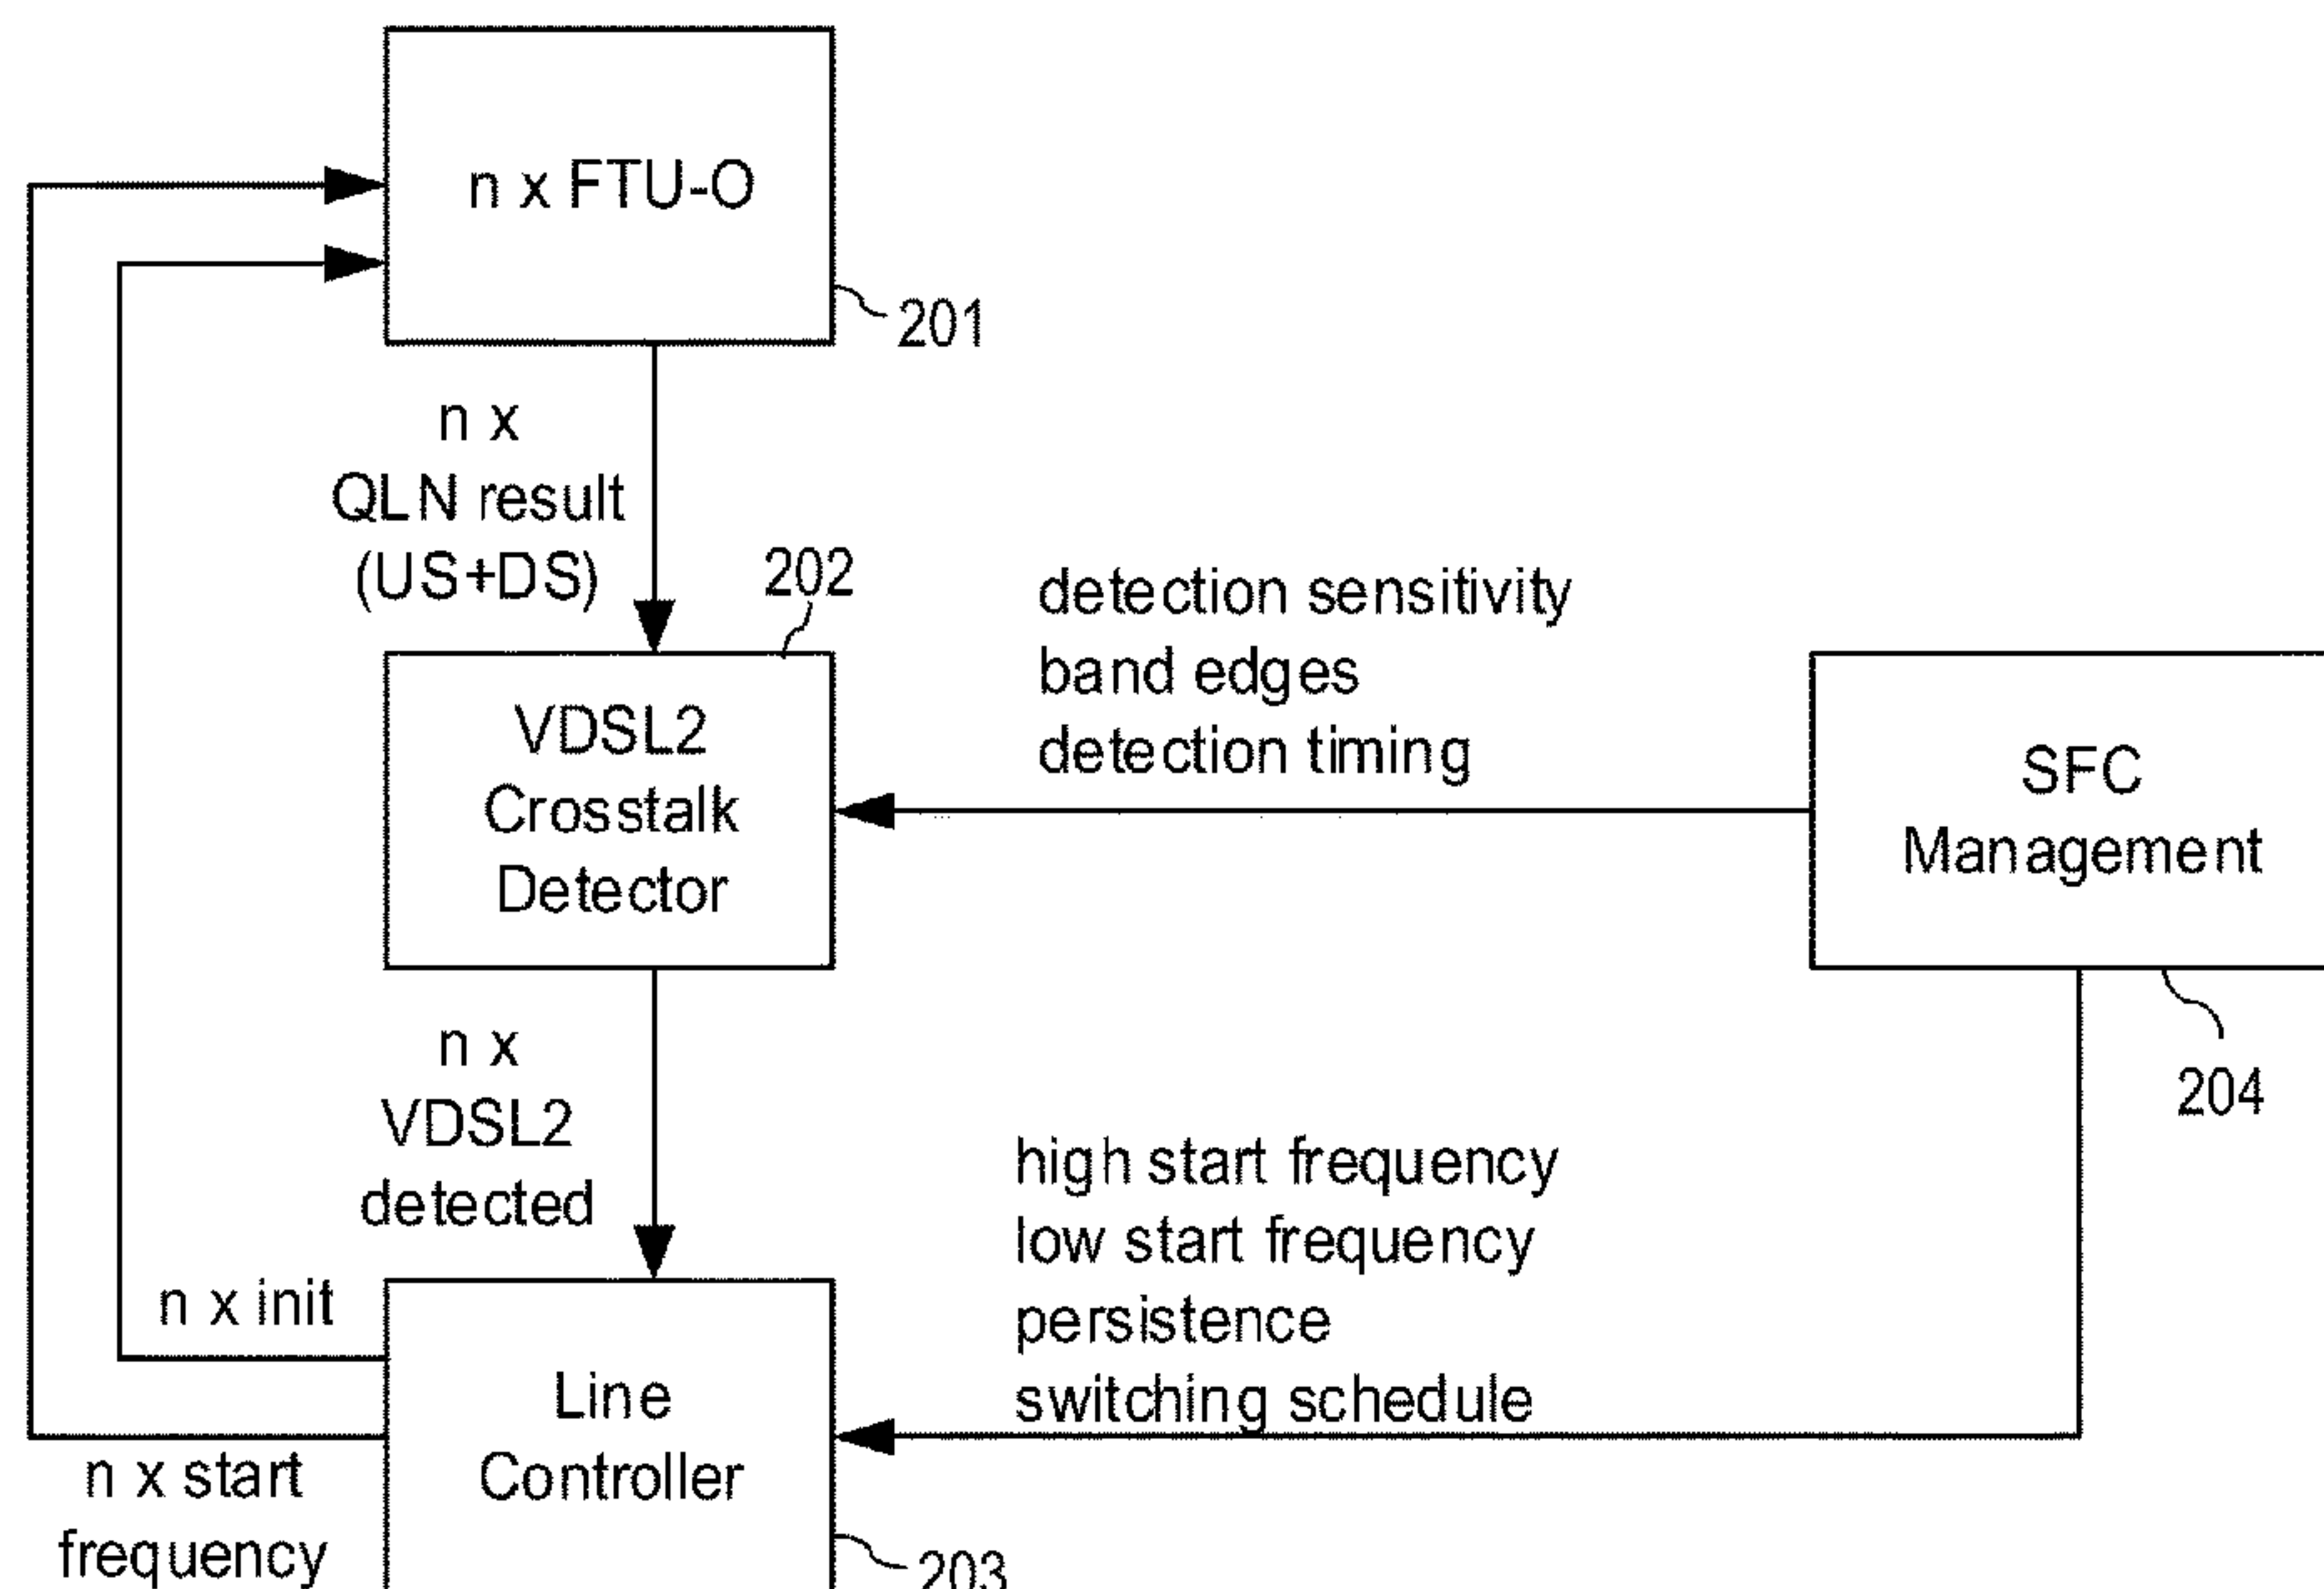 n x FTU-O
201
n x
QLN result
(US+DS)
202
VDSL2
Crosstalk
Detector
detection sensitivity
band edges
detection timing
SFC
Management
204
n x
VDSL2
detected
high start frequency
low start frequency
persistence
switching schedule
n x init
Line
Controller
n x start
frequency
203